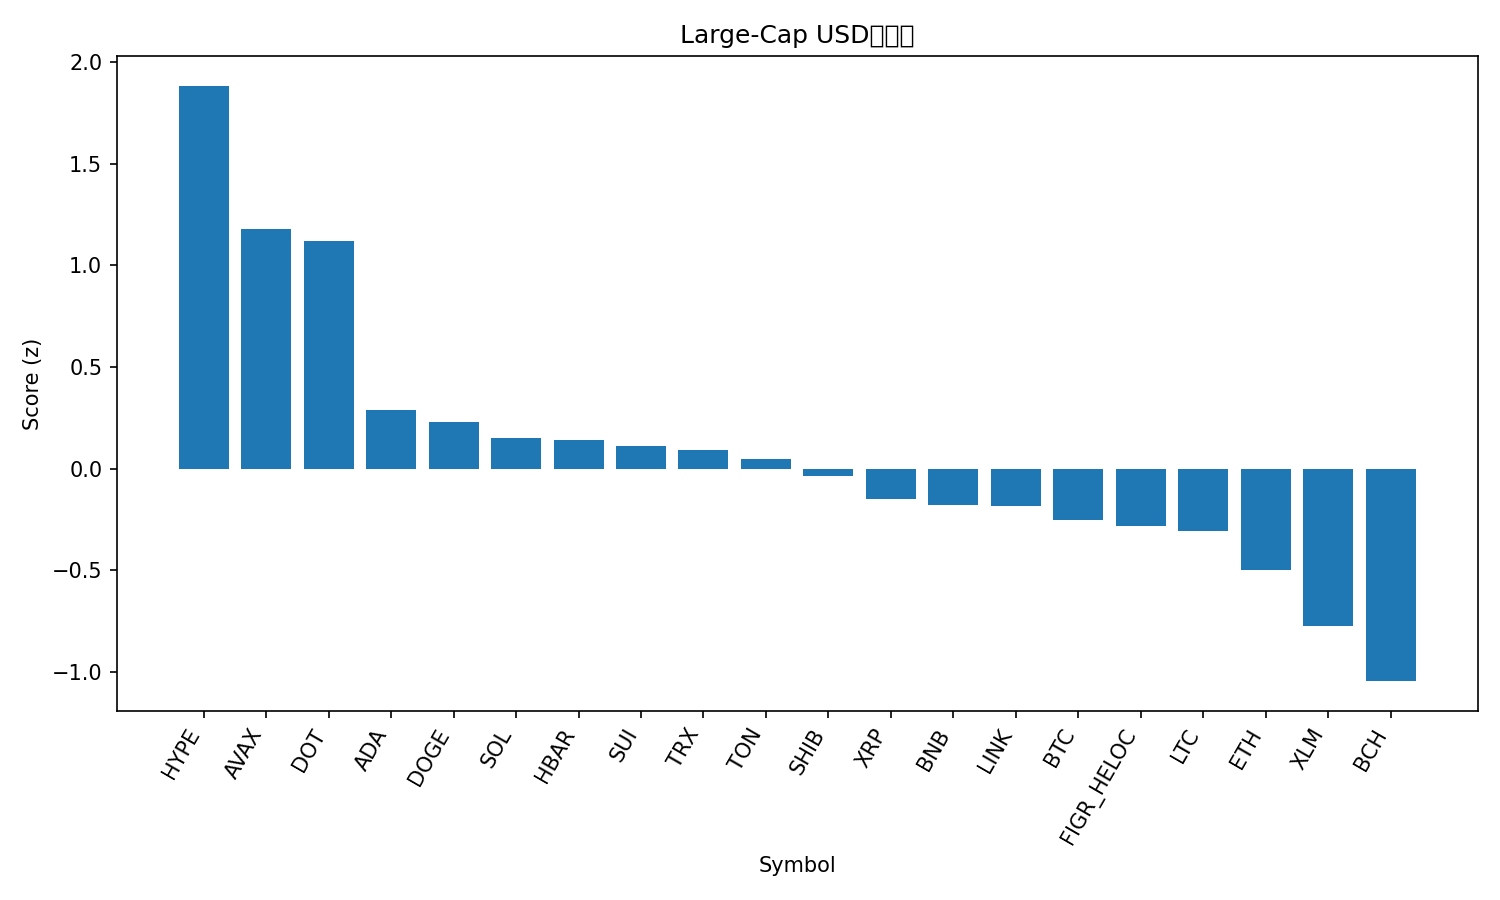 Large-Cap USD
Score (z)
2.0
1.5
1.0
0.5
0.0
−0.5
−1.0
HYPE
AVAX
DOT
ADA
DOGE
SOL
HBAR
SUI
TRX
TON
SHIB
XRP
BNB
LINK
BTC
FIGR_HELOC
LTC
ETH
XLM
BCH
Symbol